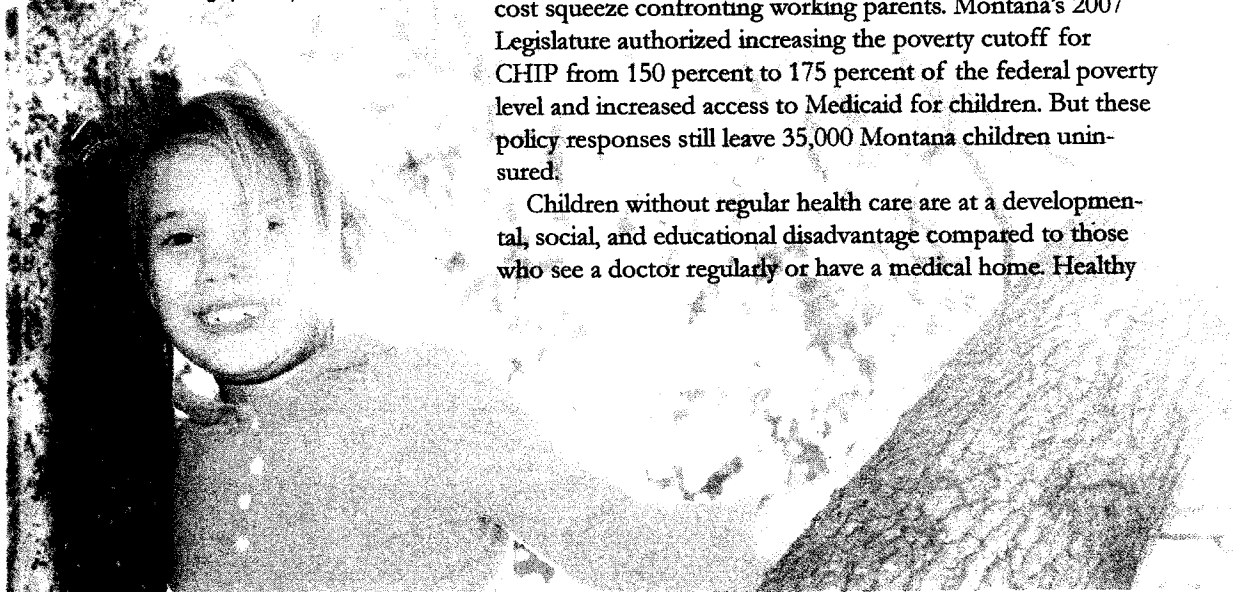 cost squeeze confronting working parents. Montana's 2007
Legislature authorized increasing the poverty cutoff for
CHIP from 150 percent to 175 percent of the federal poverty
level and increased access to Medicaid for children. But these
policy responses still leave 35,000 Montana children unin-
sured.
Children without regular health care are at a developmen-
tal, social, and educational disadvantage compared to those
who see a doctor regularly or have a medical home. Healthy